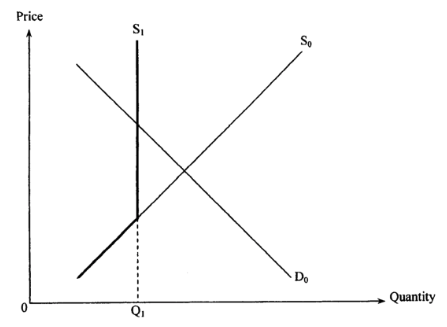 Price
S₁
S₀
D₀
Quantity
0
Q₁